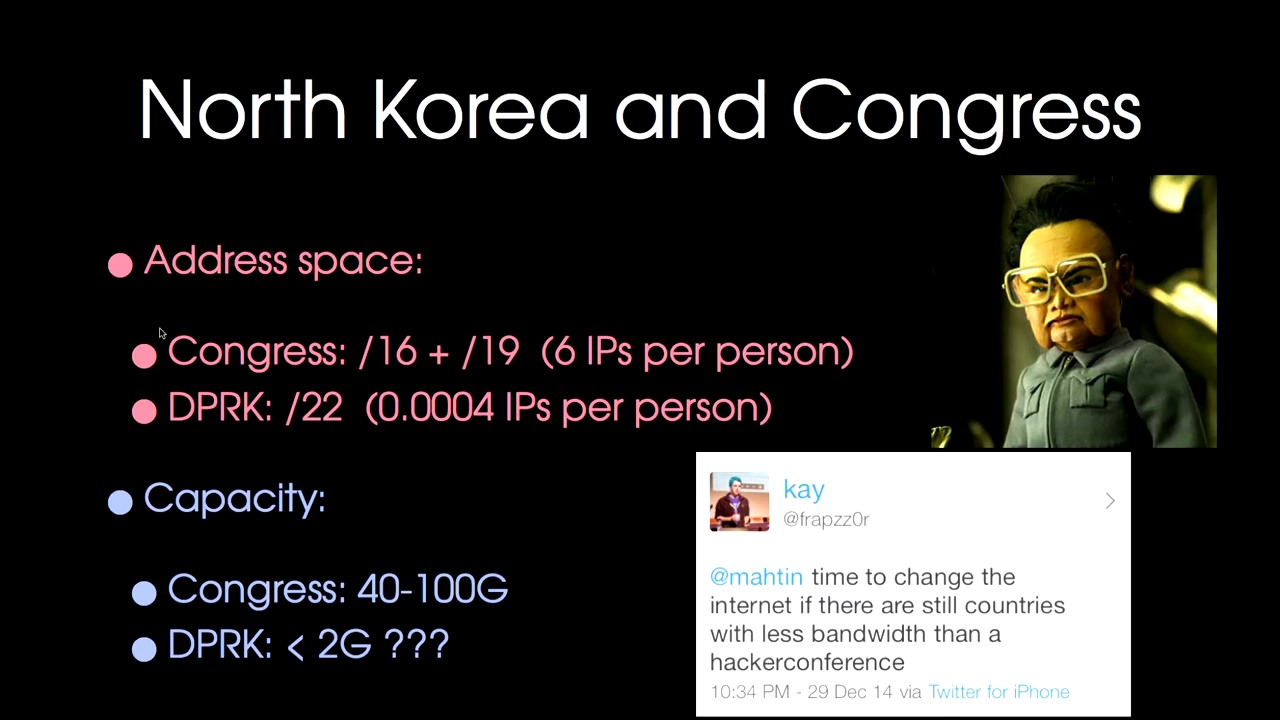 North Korea and Congress
Address space:
Congress: /16 + /19 (6 IPs per person)
DPRK: /22 (0.0004 IPs per person)
Capacity:
Congress: 40-100G
DPRK: < 2G ???
kay
@frapzz0r
@mahtin time to change the
internet if there are still countries
with less bandwidth than a
hackerconference
10:34 PM - 29 Dec 14 via Twitter for iPhone